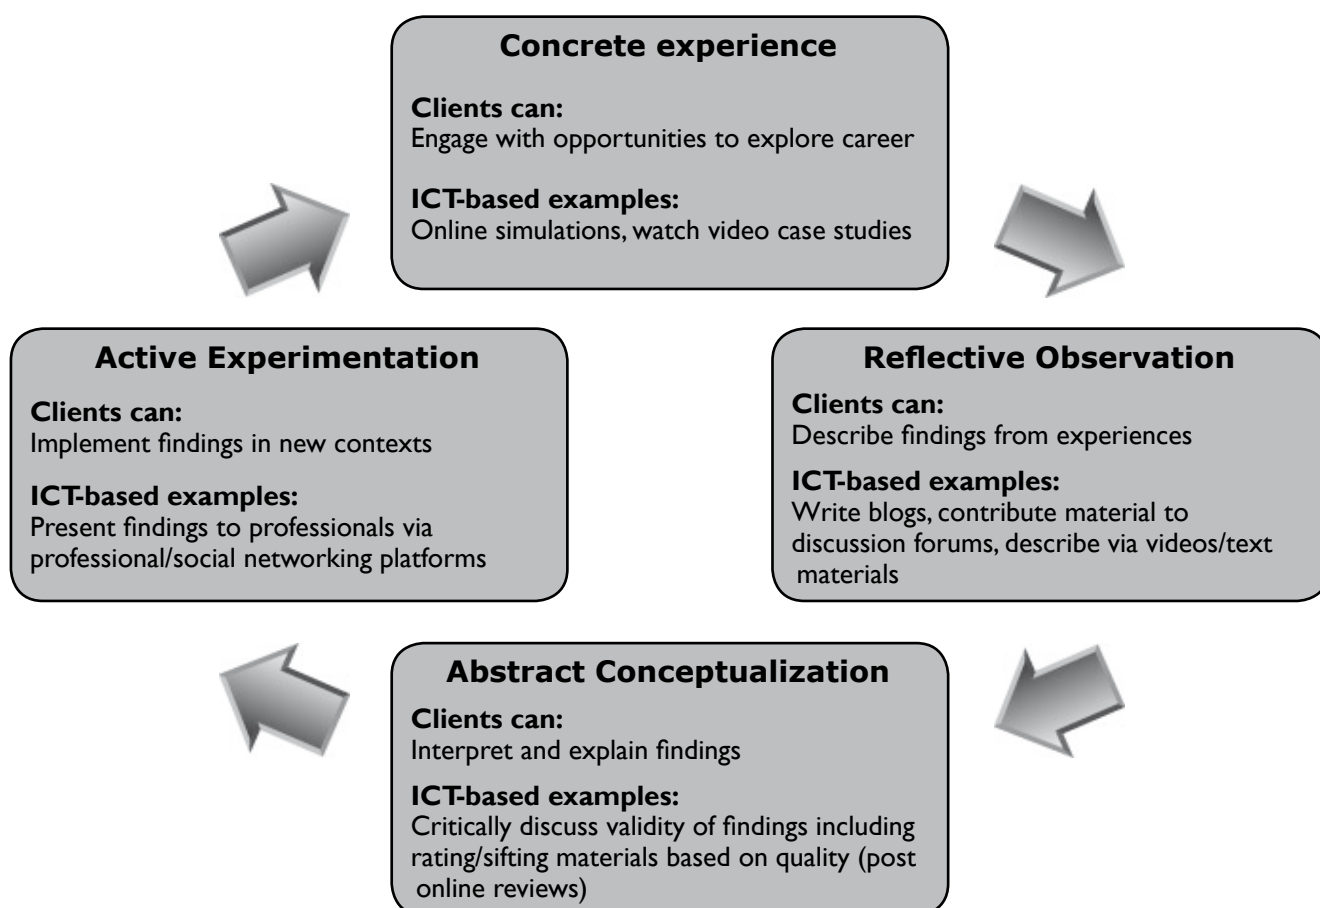 Concrete experience
Clients can:
Engage with opportunities to explore career
ICT-based examples:
Online simulations, watch video case studies
Active Experimentation
Clients can:
Implement findings in new contexts
ICT-based examples:
Present findings to professionals via
professional/social networking platforms
Reflective Observation
Clients can:
Describe findings from experiences
ICT-based examples:
Write blogs, contribute material to
discussion forums, describe via videos/text
materials
Abstract Conceptualization
Clients can:
Interpret and explain findings
ICT-based examples:
Critically discuss validity of findings including
rating/sifting materials based on quality (post
online reviews)